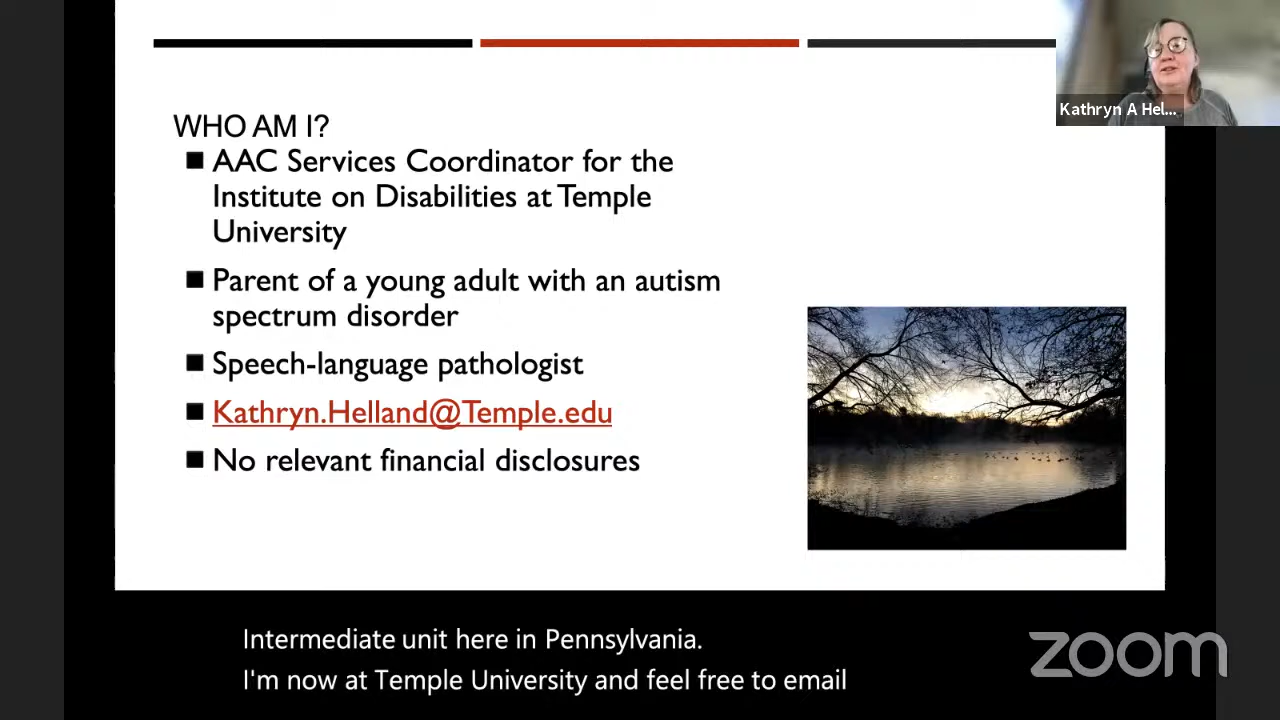 Kathryn A Hel...
WHO AM I?
■ AAC Services Coordinator for the
Institute on Disabilities at Temple
University
■ Parent of a young adult with an autism
spectrum disorder
■ Speech-language pathologist
■ Kathryn.Helland@Temple.edu
■ No relevant financial disclosures
Intermediate unit here in Pennsylvania.
I'm now at Temple University and feel free to email
zoom